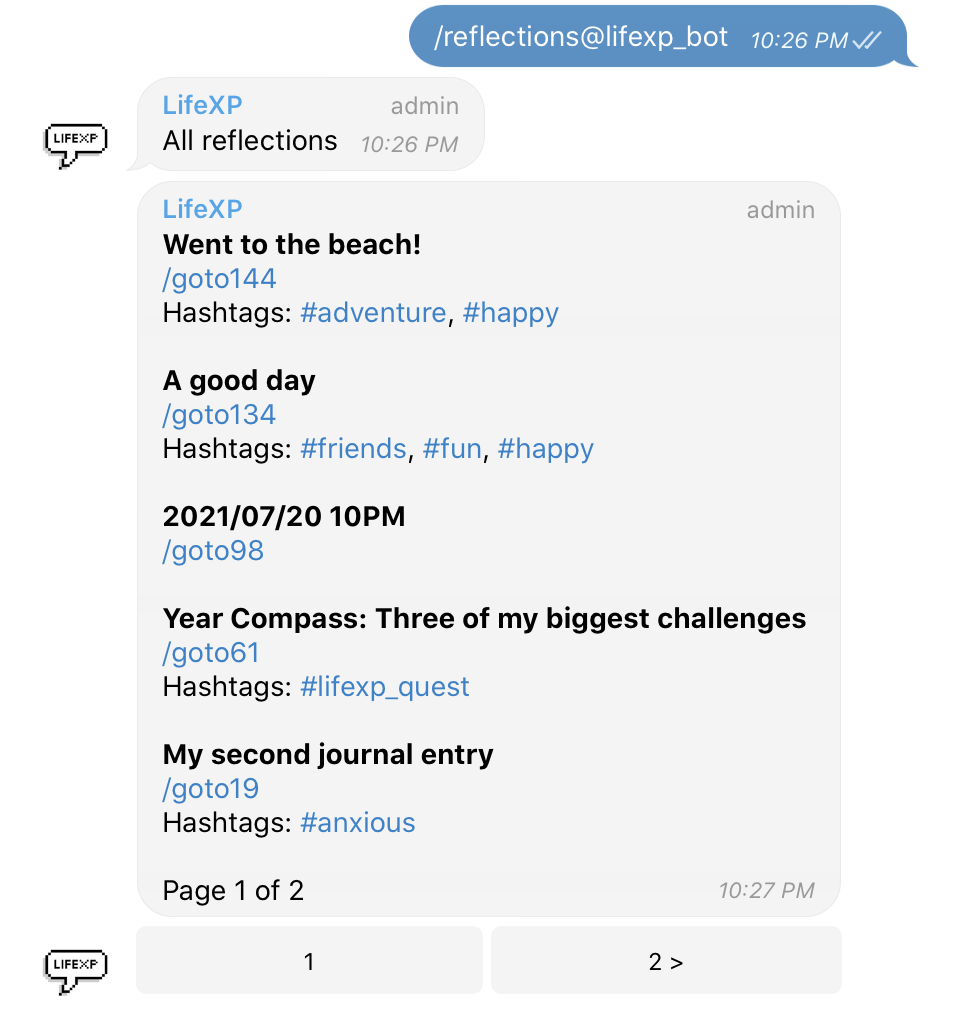 /reflections@lifexp_bot 10:26 PM
LifeXP admin
All reflections 10:26 PM
LIFEXP
LifeXP admin
Went to the beach!
/goto144
Hashtags: #adventure, #happy
A good day
/goto134
Hashtags: #friends, #fun, #happy
2021/07/20 10PM
/goto98
Year Compass: Three of my biggest challenges
/goto61
Hashtags: #lifexp_quest
My second journal entry
/goto19
Hashtags: #anxious
Page 1 of 2 10:27 PM
LIFEXP
1 2 >